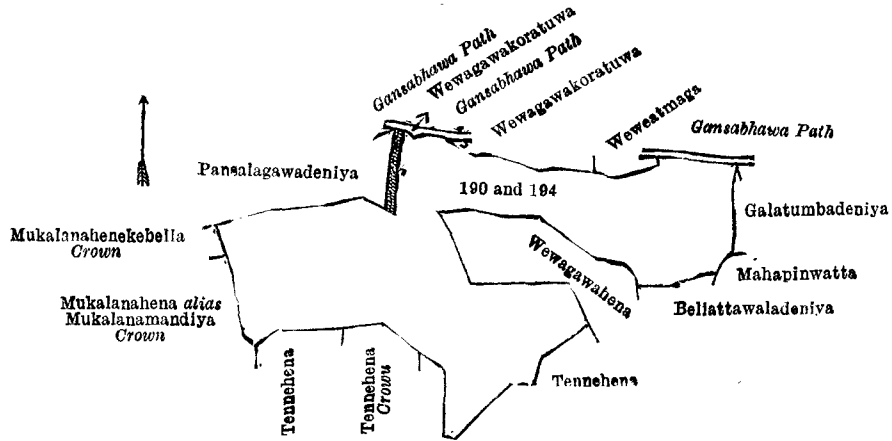 Gansabhawa Path
Wewagawakoratuwa
Gansabhawa Path
Wewagawakoratuwa
Weweatmaga
Gansabhawa Path
Pansalagawadeniya
190 and 194
Galatumbadeniya
Mukalanahenekebella
Crown
Wewagawahena
Mahapinwatta
Beliattawaladeniya
Mukalanahena alias
Mukalanamandiya
Crown
Tennehena
Tennehena
Crown
Tennehena